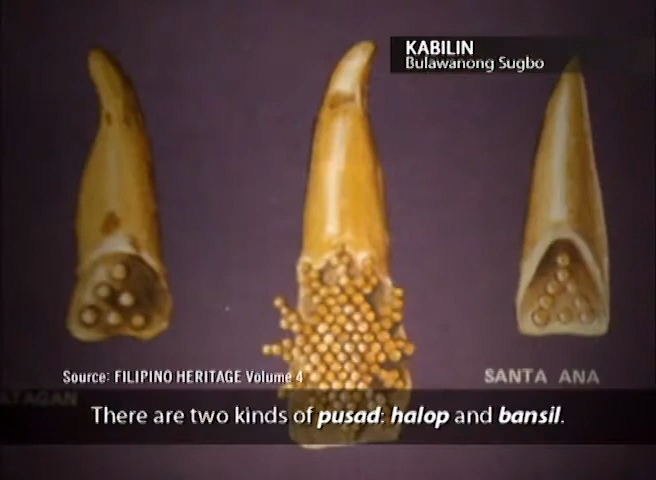 KABILIN
Bulawanong Sugbo
Source: FILIPINO HERITAGE Volume 4
SANTA ANA
ATAGAN
There are two kinds of pusad: halop and bansil.